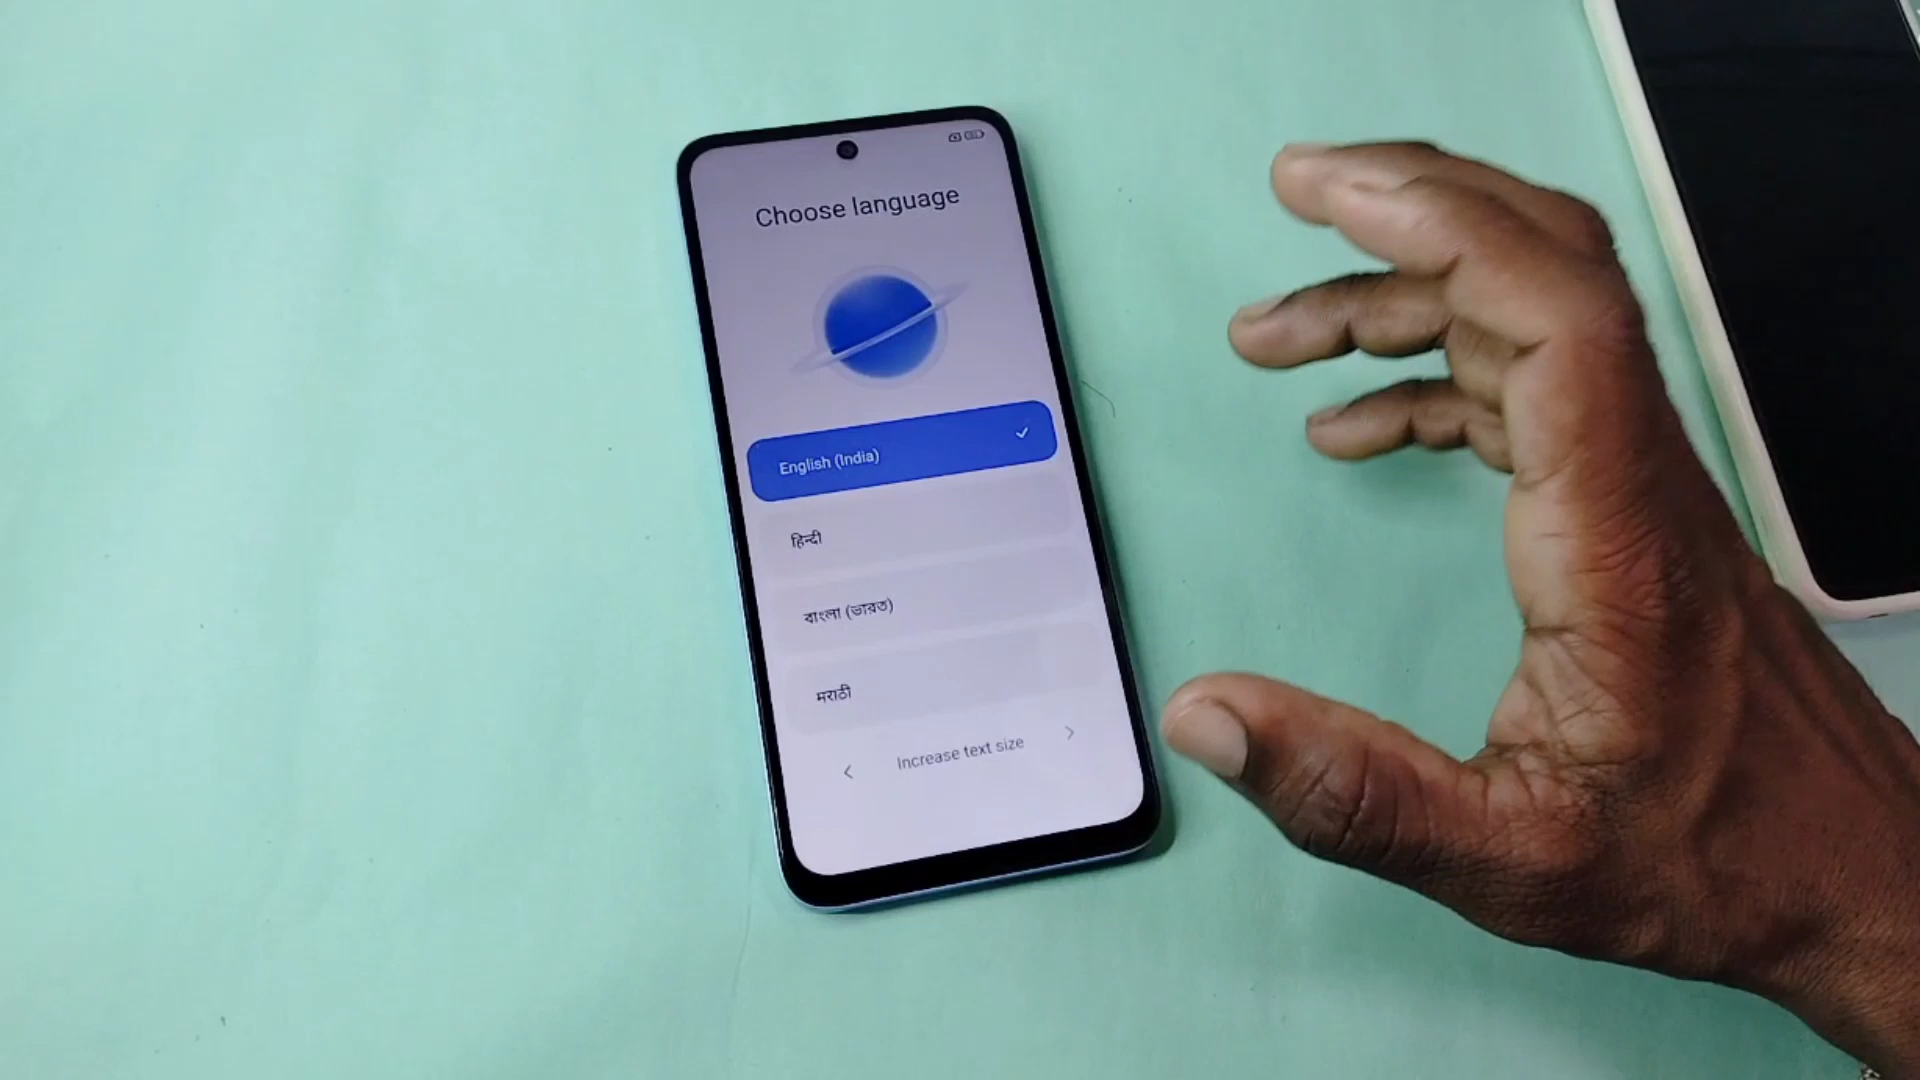 Choose language
English (India)
हिन्दी
বাংলা (ভারত)
मराठी
Increase text size